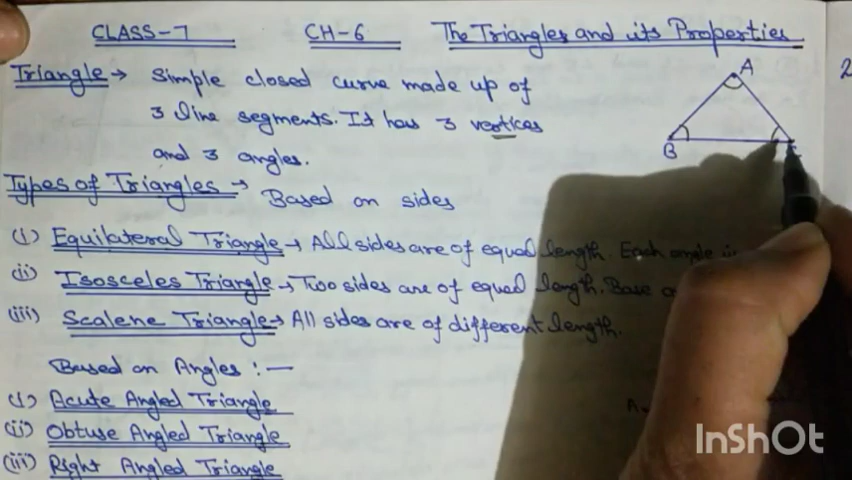 CLASS-7 CH-6 The Triangles and its Properties
Triangle → Simple closed curve made up of
3 line segments. It has 3 vertices
and 3 angles.
A
B
2
Types of Triangles → Based on sides
(i) Equilateral Triangle → All sides are of equal length. Each angle is
(ii) Isosceles Triangle → Two sides are of equal length. Base
(iii) Scalene Triangle → All sides are of different length.
Based on Angles :—
(i) Acute Angled Triangle
(ii) Obtuse Angled Triangle
(iii) Right Angled Triangle
A
InShOt